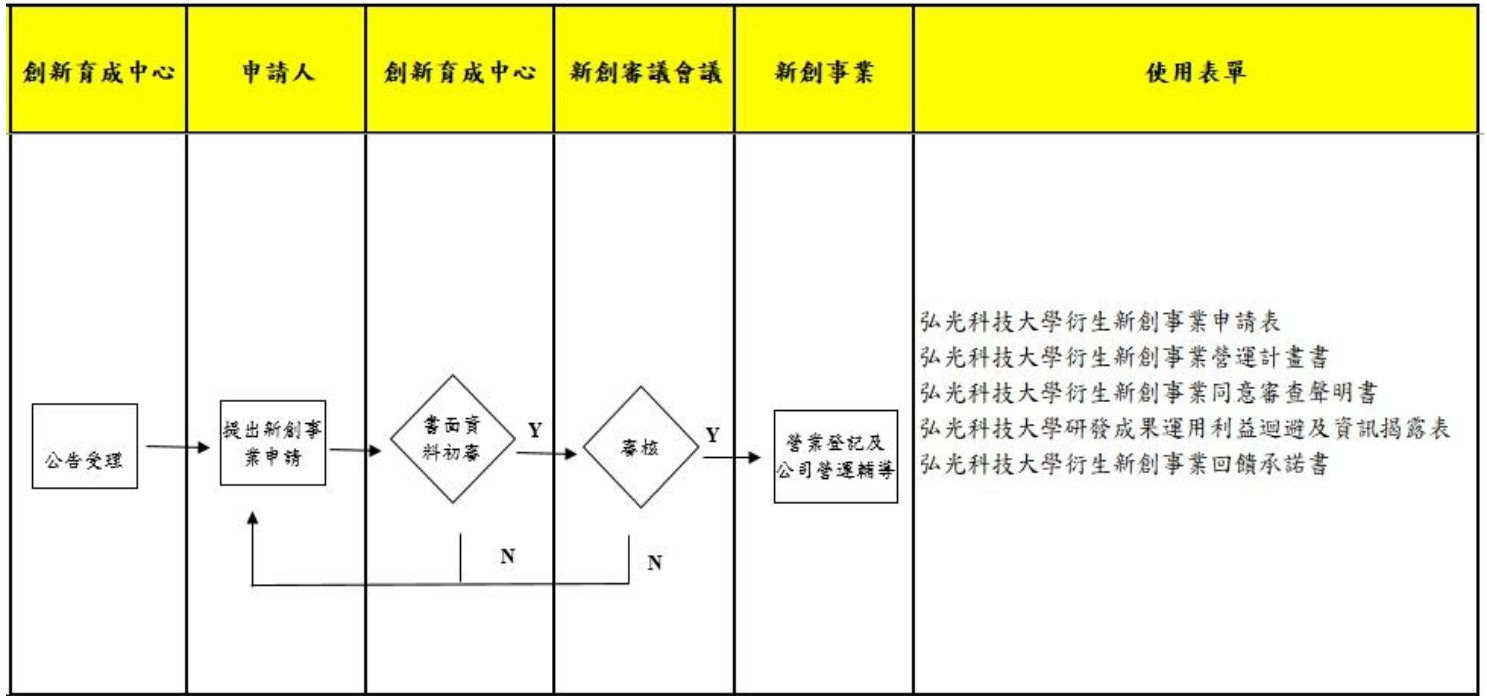 創新育成中心
申請人
創新育成中心
新創審議會議
新創事業
使用表單
公告受理
提出新創事
業申請
書面資
料初審
Y
審核
Y
營業登記及
公司營運輔導
N
N
弘光科技大學衍生新創事業申請表
弘光科技大學衍生新創事業營運計畫書
弘光科技大學衍生新創事業同意審查聲明書
弘光科技大學研發成果運用利益迴避及資訊揭露表
弘光科技大學衍生新創事業回饋承諾書